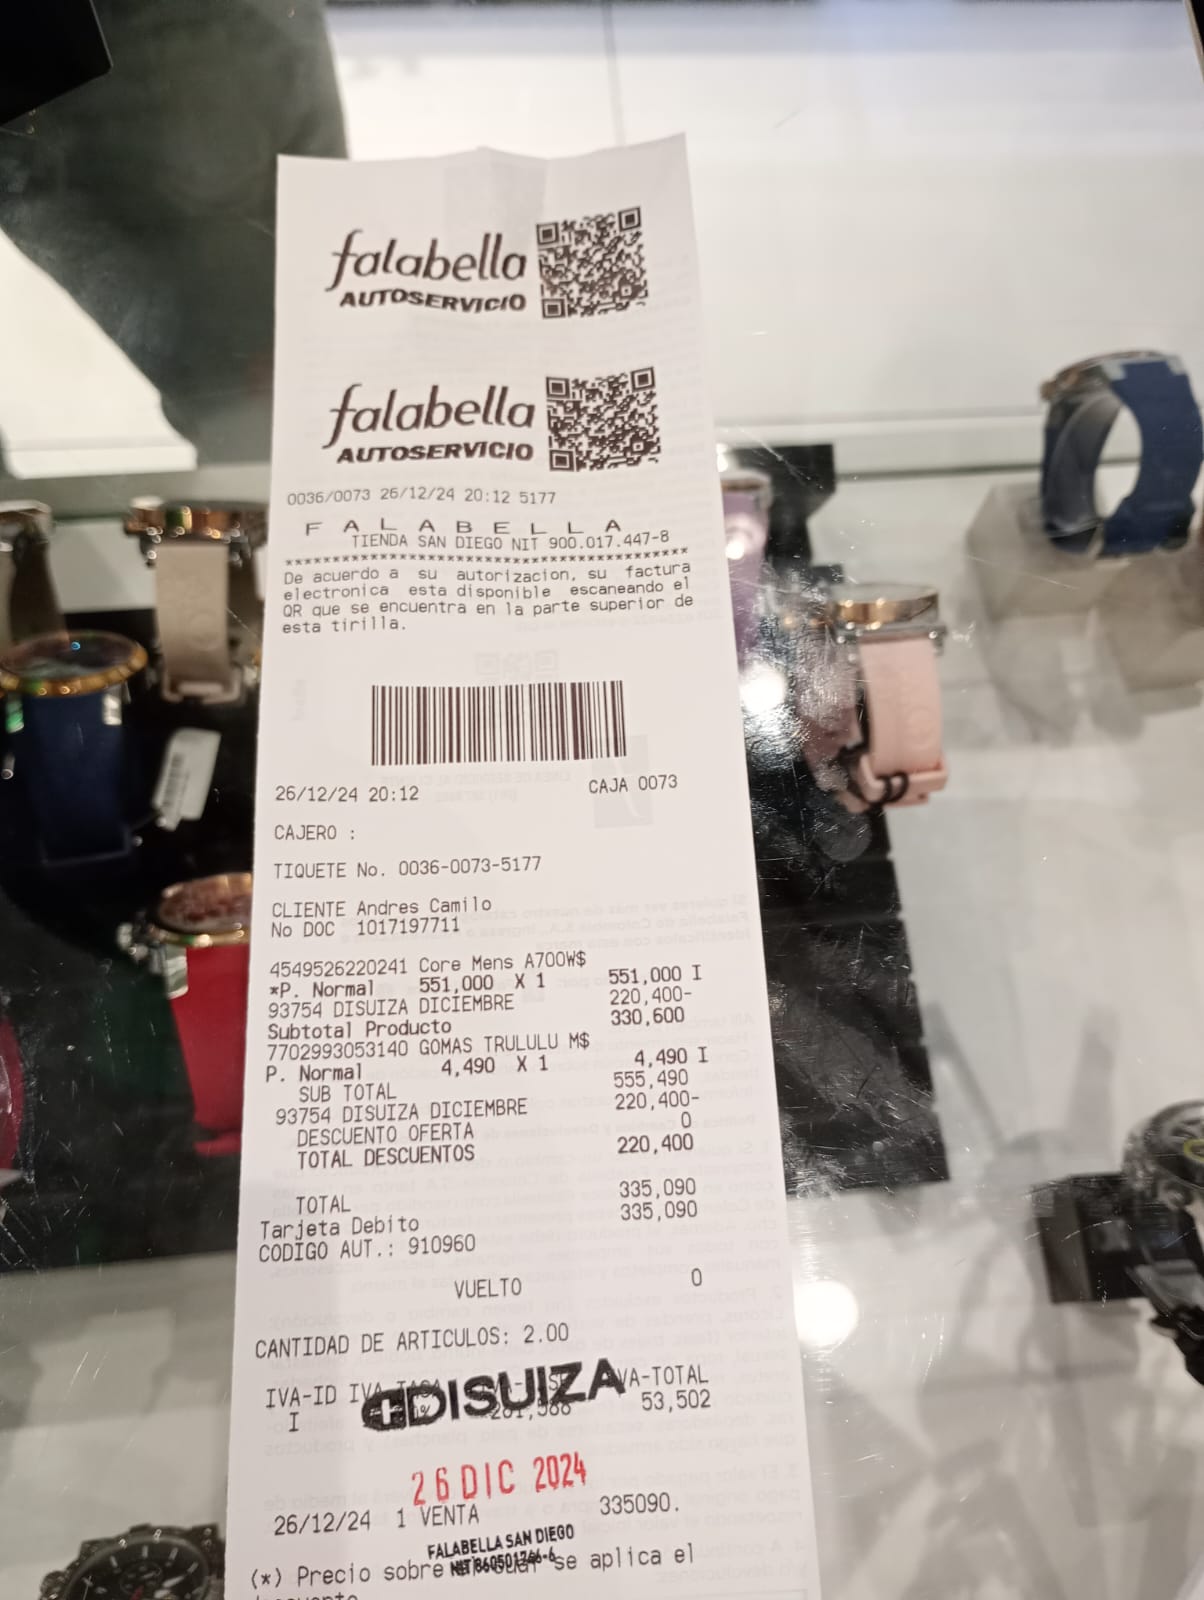 falabella
AUTOSERVICIO
falabella
AUTOSERVICIO
0036/0073 26/12/24 20:12 5177
F A L A B E L L A
TIENDA SAN DIEGO NIT 900.017.447-8
**********************************************
De acuerdo a su autorizacion, su factura
electronica esta disponible escaneando el
QR que se encuentra en la parte superior de
esta tirilla.
26/12/24 20:12 CAJA 0073
CAJERO :
TIQUETE No. 0036-0073-5177
CLIENTE Andres Camilo
No DOC 1017197711
4549526220241 Core Mens A700W$
*P. Normal 551,000 X 1 551,000 I
93754 DISUIZA DICIEMBRE 220,400-
Subtotal Producto 330,600
7702993053140 GOMAS TRULULU M$
P. Normal 4,490 X 1 4,490 I
SUB TOTAL 555,490
93754 DISUIZA DICIEMBRE 220,400-
DESCUENTO OFERTA 0
TOTAL DESCUENTOS 220,400
TOTAL 335,090
Tarjeta Debito 335,090
CODIGO AUT.: 910960
VUELTO 0
CANTIDAD DE ARTICULOS: 2.00
IVA-ID IVA-TOTAL
DISUIZA
I 53,502
26 DIC 2024
26/12/24 1 VENTA 335090.
FALABELLA SAN DIEGO
(*) Precio sobre se aplica el